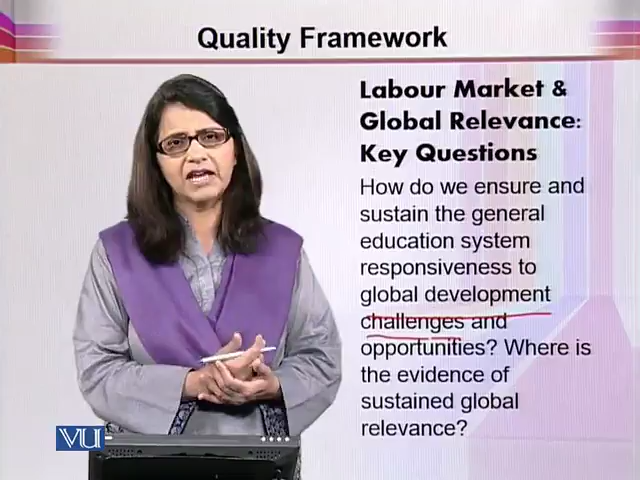 Quality Framework
Labour Market &
Global Relevance:
Key Questions
How do we ensure and
sustain the general
education system
responsiveness to
global development
challenges and
opportunities? Where is
the evidence of
sustained global
relevance?
VU